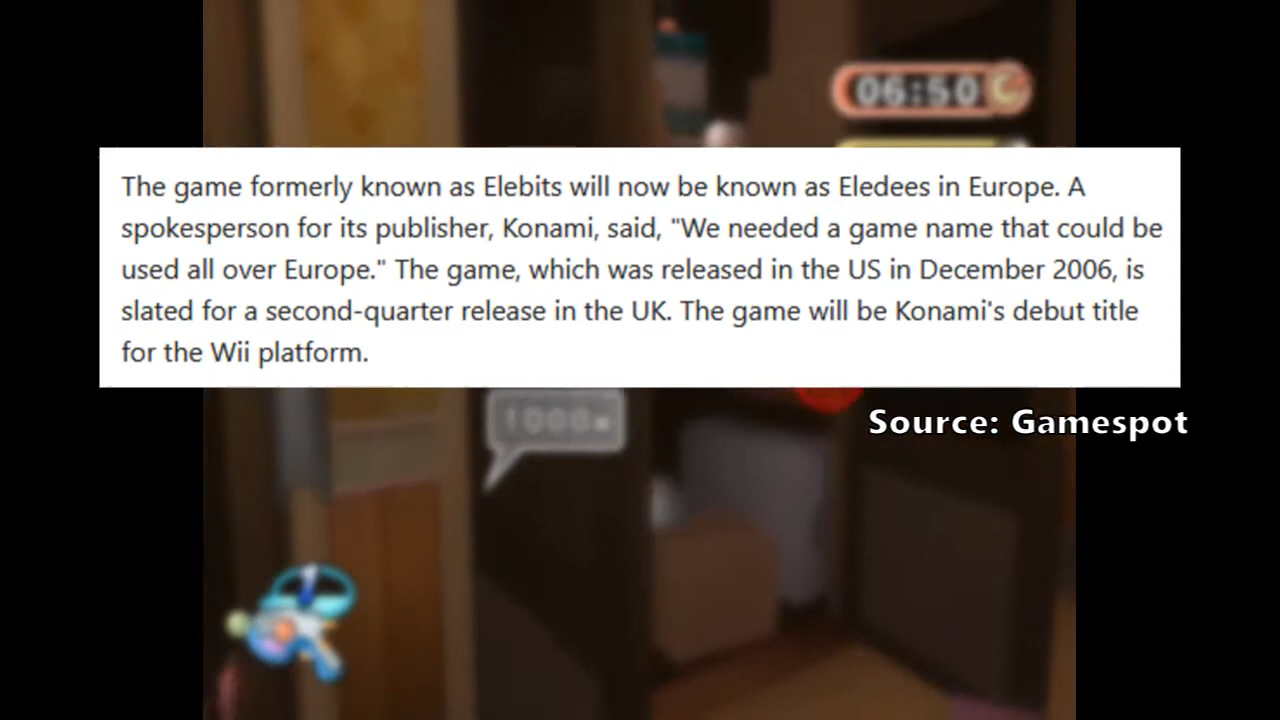 06:50
The game formerly known as Elebits will now be known as Eledees in Europe. A
spokesperson for its publisher, Konami, said, "We needed a game name that could be
used all over Europe." The game, which was released in the US in December 2006, is
slated for a second-quarter release in the UK. The game will be Konami's debut title
for the Wii platform.
1000w
Source: Gamespot